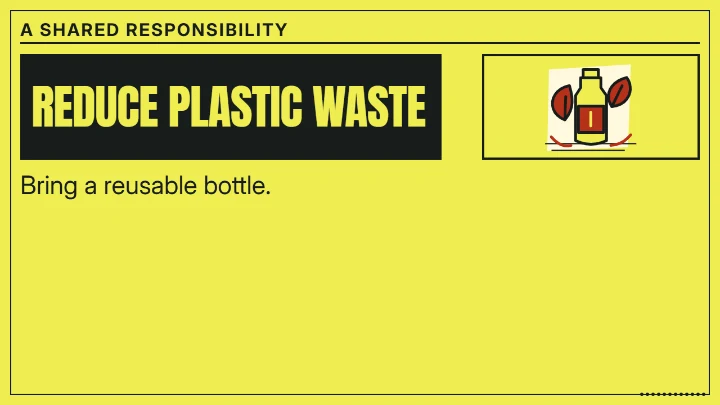 A SHARED RESPONSIBILITY
REDUCE PLASTIC WASTE
Bring a reusable bottle.